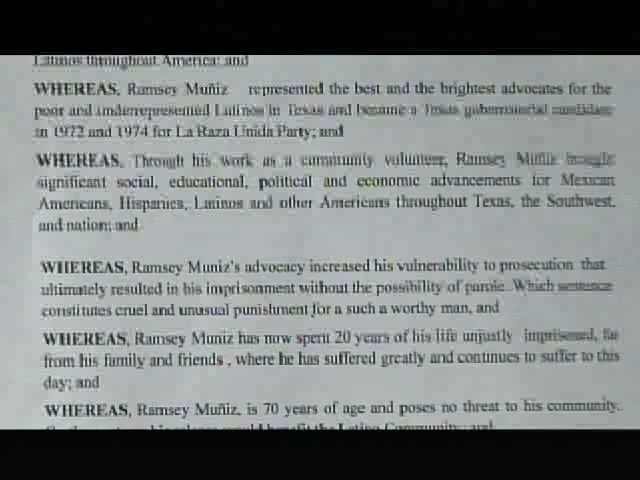 Latinos throughout America; and
WHEREAS, Ramsey Muñiz represented the best and the brightest advocates for the
poor and underrepresented Latinos in Texas and became a Texas gubernatorial candidate
in 1972 and 1974 for La Raza Unida Party; and
WHEREAS, Through his work as a community volunteer, Ramsey Muñiz brought
significant social, educational, political and economic advancements for Mexican
Americans, Hispanics, Latinos and other Americans throughout Texas, the Southwest,
and nation; and
WHEREAS, Ramsey Muniz's advocacy increased his vulnerability to prosecution that
ultimately resulted in his imprisonment without the possibility of parole. Which sentence
constitutes cruel and unusual punishment for a such a worthy man, and
WHEREAS, Ramsey Muniz has now spent 20 years of his life unjustly imprisoned, far
from his family and friends , where he has suffered greatly and continues to suffer to this
day; and
WHEREAS, Ramsey Muñiz, is 70 years of age and poses no threat to his community.
would benefit the Latino Community; and